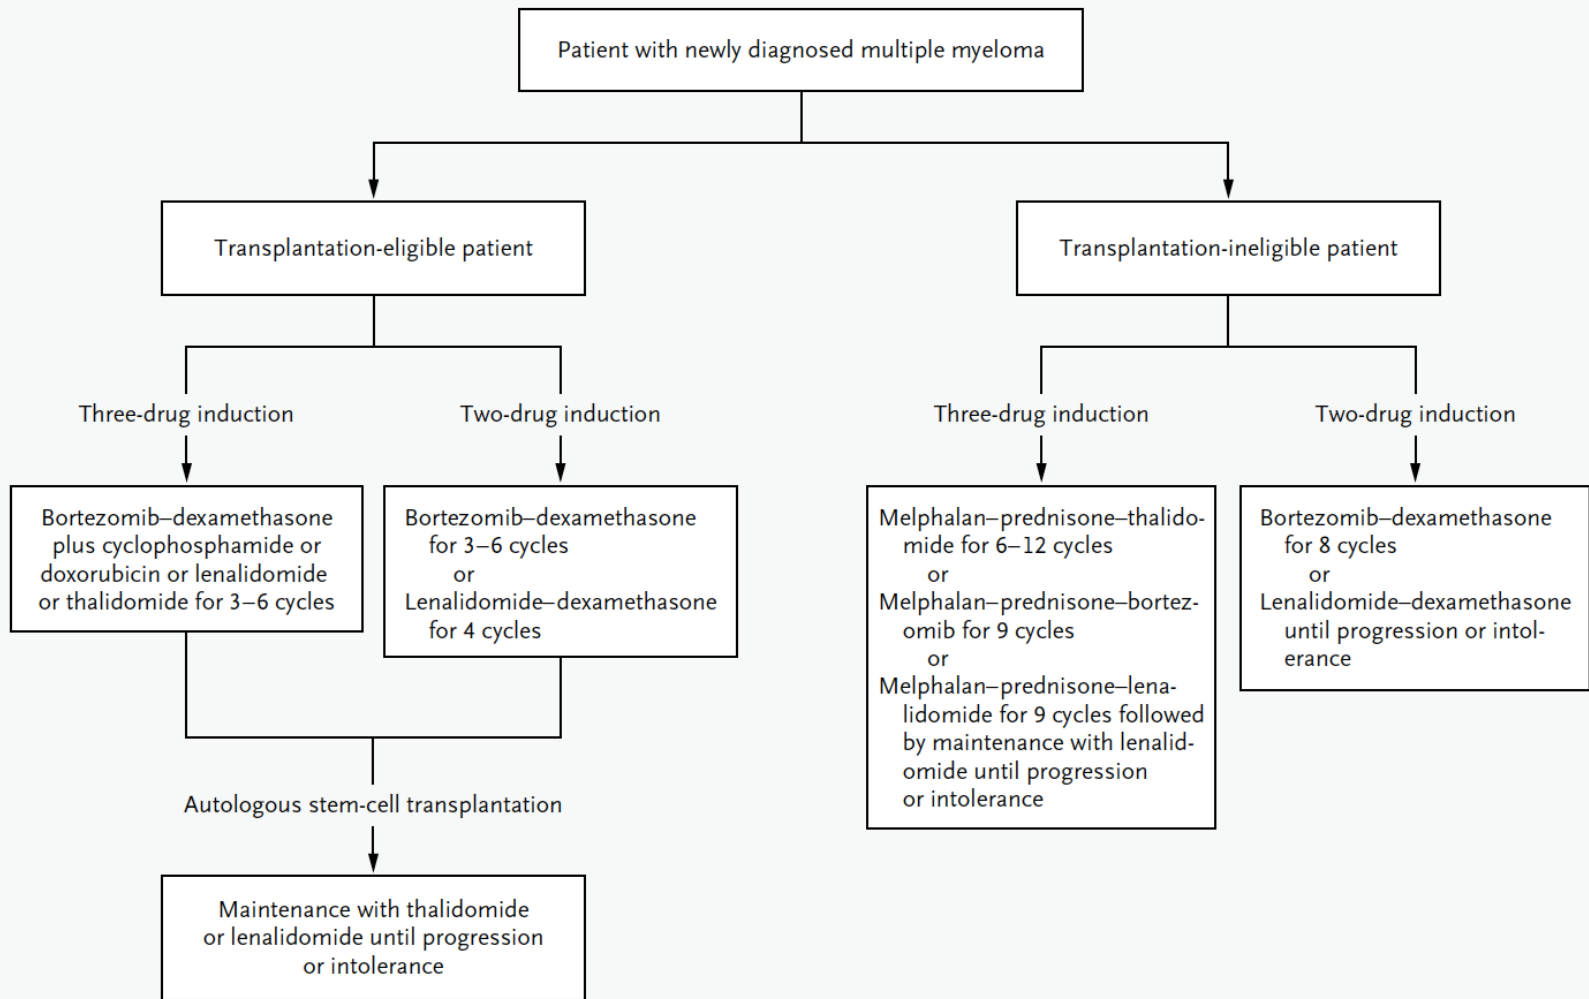 Patient with newly diagnosed multiple myeloma
Transplantation-eligible patient
Transplantation-ineligible patient
Three-drug induction
Two-drug induction
Three-drug induction
Two-drug induction
Bortezomib–dexamethasone
plus cyclophosphamide or
doxorubicin or lenalidomide
or thalidomide for 3–6 cycles
Bortezomib–dexamethasone
for 3–6 cycles
or
Lenalidomide–dexamethasone
for 4 cycles
Melphalan–prednisone–thalido-
mide for 6–12 cycles
or
Melphalan–prednisone–bortez-
omib for 9 cycles
or
Melphalan–prednisone–lena-
lidomide for 9 cycles followed
by maintenance with lenalid-
omide until progression
or intolerance
Bortezomib–dexamethasone
for 8 cycles
or
Lenalidomide–dexamethasone
until progression or intol-
erance
Autologous stem-cell transplantation
Maintenance with thalidomide
or lenalidomide until progression
or intolerance